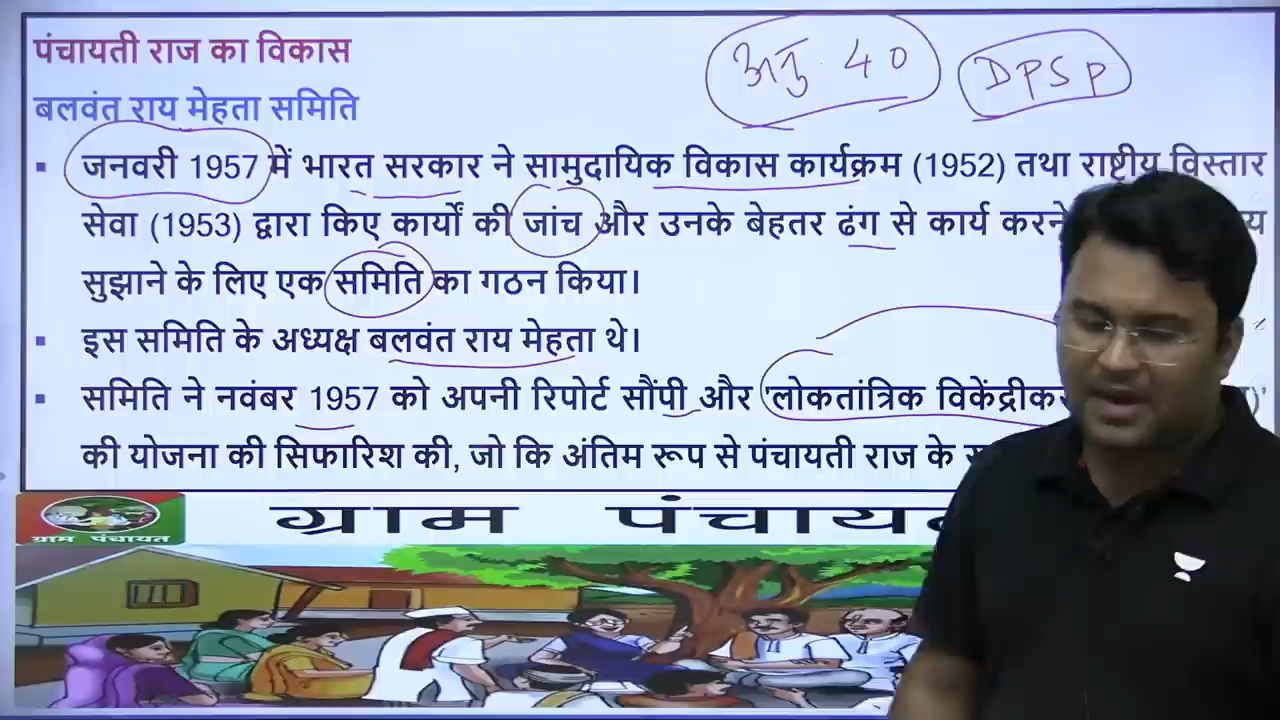 पंचायती राज का विकास
अनु. 40
DPSP
बलवंत राय मेहता समिति
▪ जनवरी 1957 में भारत सरकार ने सामुदायिक विकास कार्यक्रम (1952) तथा राष्ट्रीय विस्तार
सेवा (1953) द्वारा किए कार्यों की जांच और उनके बेहतर ढंग से कार्य
सुझाने के लिए एक समिति का गठन किया।
▪ इस समिति के अध्यक्ष बलवंत राय मेहता थे।
▪ समिति ने नवंबर 1957 को अपनी रिपोर्ट सौंपी और 'लोकतांत्रिक
की योजना की सिफारिश की, जो कि अंतिम रूप से पंचायती राज के
ग्राम
ग्राम पंचायत